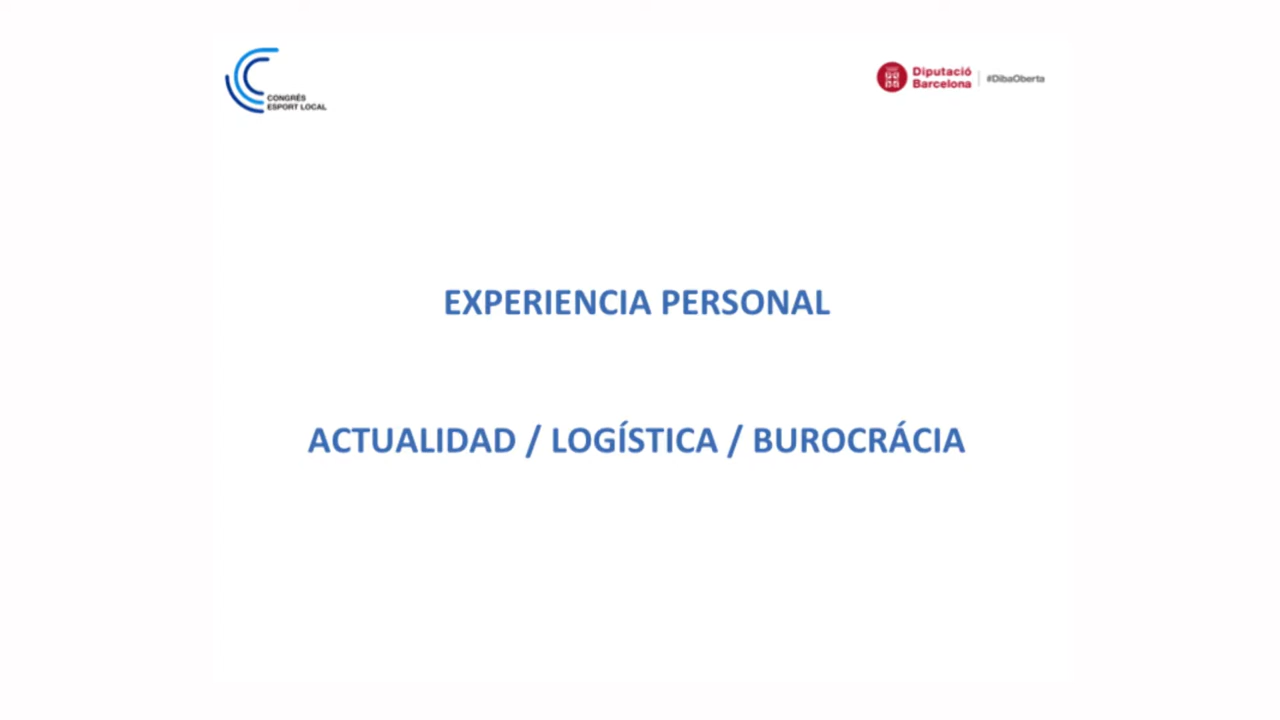 CONGRÉS
ESPORT LOCAL
Diputació
Barcelona
#DibaOberta
EXPERIENCIA PERSONAL
ACTUALIDAD / LOGÍSTICA / BUROCRÁCIA